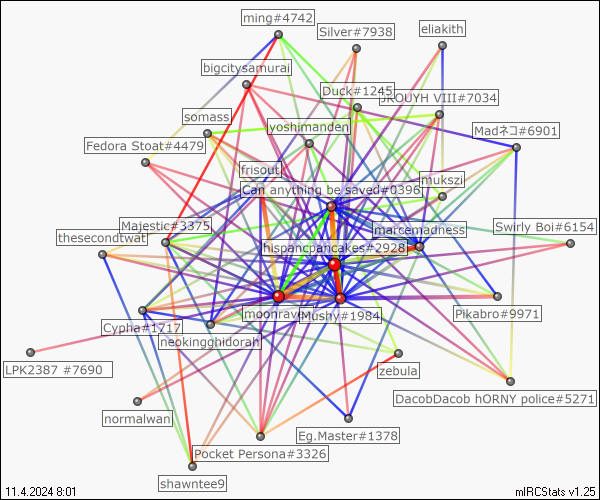 ming#4742
Silver#7938
eliakith
bigcitysamurai
Duck#1245
JKOUYH VIII#7034
somass
yoshimanden
Madネコ#6901
Fedora Stoat#4479
frisouti
Can anything be saved#0396
mukszi
Majestic#3375
marcemadness
Swirly Boi#6154
thesecondtwat
hispancpancakes#2928
moonraven
Mushy#1984
Pikabro#9971
Cypha#1717
neokingghidorah
LPK2387 #7690
zebula
DacobDacob hORNY police#5271
normalwan
Eg.Master#1378
Pocket Persona#3326
shawntee9
11.4.2024 8:01
mIRCStats v1.25